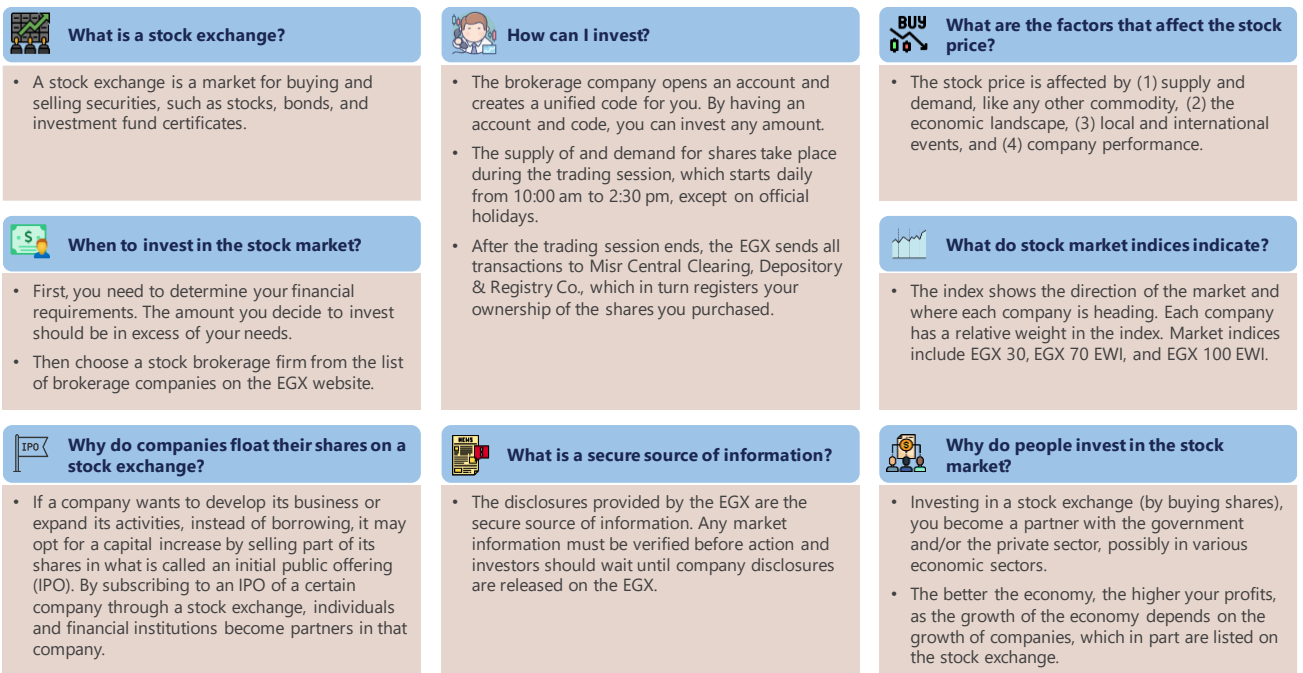 What is a stock exchange?
• A stock exchange is a market for buying and
selling securities, such as stocks, bonds, and
investment fund certificates.
$
When to invest in the stock market?
• First, you need to determine your financial
requirements. The amount you decide to invest
should be in excess of your needs.
• Then choose a stock brokerage firm from the list
of brokerage companies on the EGX website.
IPO
Why do companies float their shares on a
stock exchange?
• If a company wants to develop its business or
expand its activities, instead of borrowing, it may
opt for a capital increase by selling part of its
shares in what is called an initial public offering
(IPO). By subscribing to an IPO of a certain
company through a stock exchange, individuals
and financial institutions become partners in that
company.
How can I invest?
• The brokerage company opens an account and
creates a unified code for you. By having an
account and code, you can invest any amount.
• The supply of and demand for shares take place
during the trading session, which starts daily
from 10:00 am to 2:30 pm, except on official
holidays.
• After the trading session ends, the EGX sends all
transactions to Misr Central Clearing, Depository
& Registry Co., which in turn registers your
ownership of the shares you purchased.
NEWS
What is a secure source of information?
• The disclosures provided by the EGX are the
secure source of information. Any market
information must be verified before action and
investors should wait until company disclosures
are released on the EGX.
BUY
What are the factors that affect the stock
price?
• The stock price is affected by (1) supply and
demand, like any other commodity, (2) the
economic landscape, (3) local and international
events, and (4) company performance.
What do stock market indices indicate?
• The index shows the direction of the market and
where each company is heading. Each company
has a relative weight in the index. Market indices
include EGX 30, EGX 70 EWI, and EGX 100 EWI.
$
Why do people invest in the stock
market?
• Investing in a stock exchange (by buying shares),
you become a partner with the government
and/or the private sector, possibly in various
economic sectors.
• The better the economy, the higher your profits,
as the growth of the economy depends on the
growth of companies, which in part are listed on
the stock exchange.